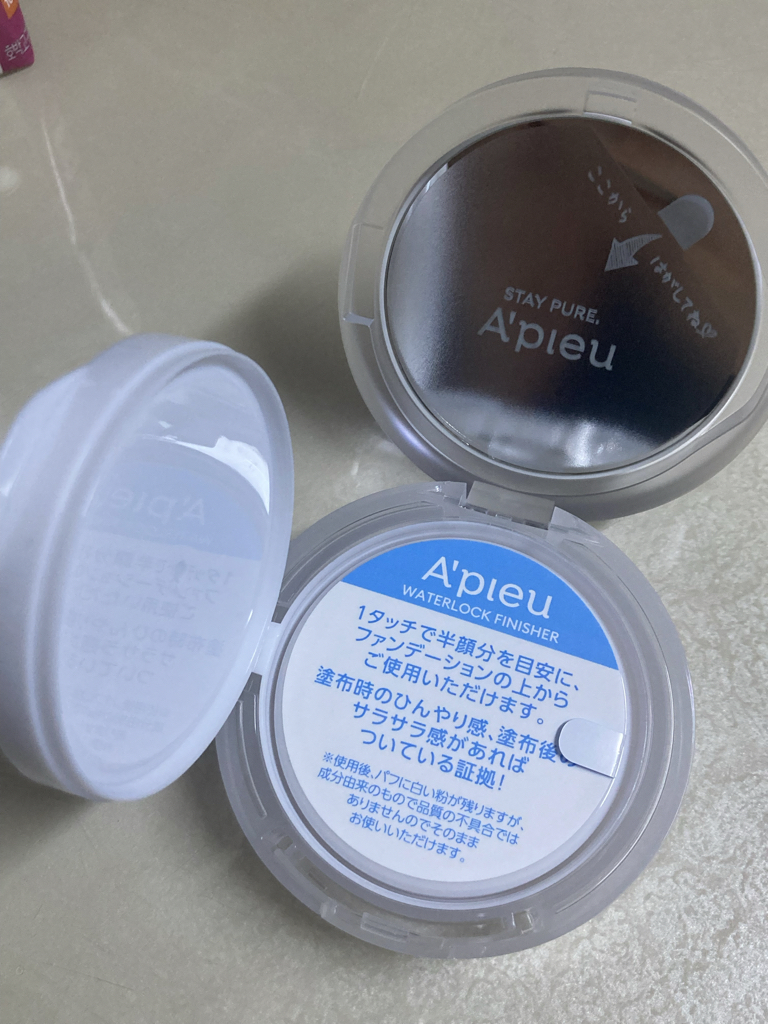 ここから
はがしてね♡
STAY PURE.
A'pieu
A'pieu
WATERLOCK FINISHER
1タッチで半顔分を目安に、
ファンデーションの上から
ご使用いただけます。
塗布時のひんやり感、塗布後の
サラサラ感があれば
ついている証拠!
※使用後、パフに白い粉が残りますが、
成分由来のもので品質の不具合では
ありませんのでそのまま
お使いいただけます。